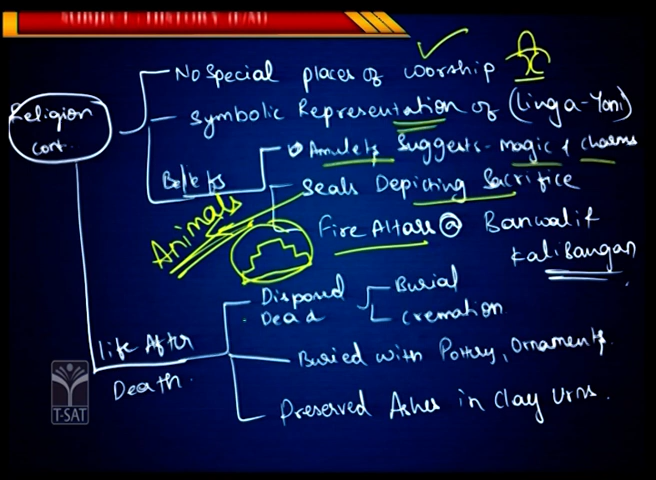 SUBJECT : HISTORY
No Special places of worship
Religion
cont.
Symbolic Representation of (Linga-Yoni)
Amulets Suggests - magic & charms
Beliefs
Seals Depicting Sacrifice
Animals
Fire Altars @ Banwali &
Kalibangan
Disposed
Dead
Burial
Cremation
life After
Death.
Buried with Pottery, Ornaments.
Preserved Ashes in clay urns.
T-SAT